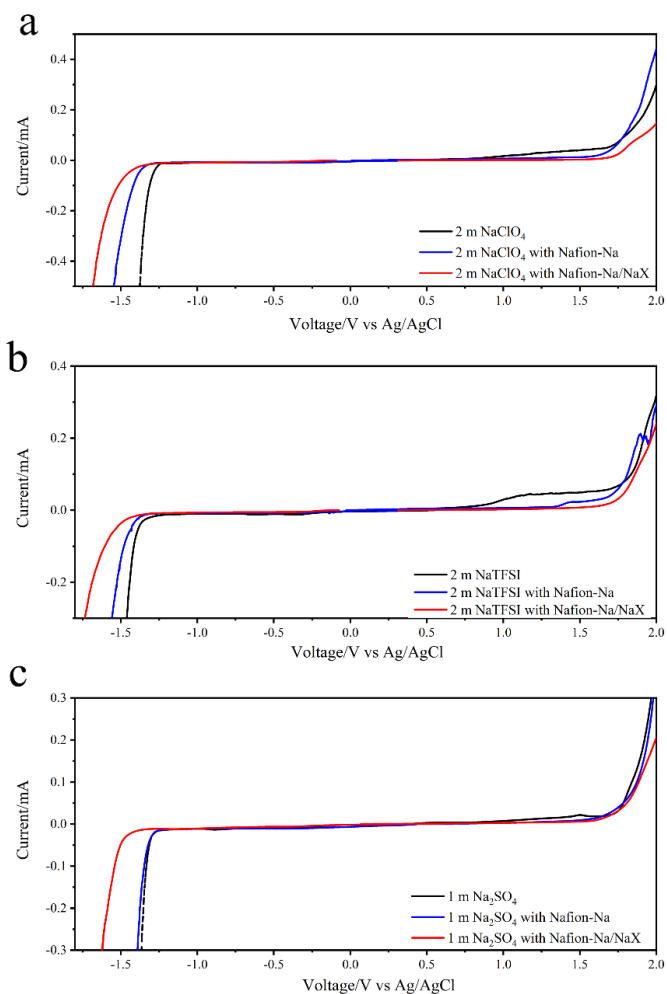 a
0.4
0.2
0.0
-0.2
-0.4
Current/mA
2 m NaClO₄
2 m NaClO₄ with Nafion-Na
2 m NaClO₄ with Nafion-Na/NaX
-1.5 -1.0 -0.5 0.0 0.5 1.0 1.5 2.0
Voltage/V vs Ag/AgCl
b
0.4
0.2
0.0
-0.2
Current/mA
2 m NaTFSI
2 m NaTFSI with Nafion-Na
2 m NaTFSI with Nafion-Na/NaX
-1.5 -1.0 -0.5 0.0 0.5 1.0 1.5 2.0
Voltage/V vs Ag/AgCl
c
0.3
0.2
0.1
0.0
-0.1
-0.2
-0.3
Current/mA
1 m Na₂SO₄
1 m Na₂SO₄ with Nafion-Na
1 m Na₂SO₄ with Nafion-Na/NaX
-1.5 -1.0 -0.5 0.0 0.5 1.0 1.5 2.0
Voltage/V vs Ag/AgCl